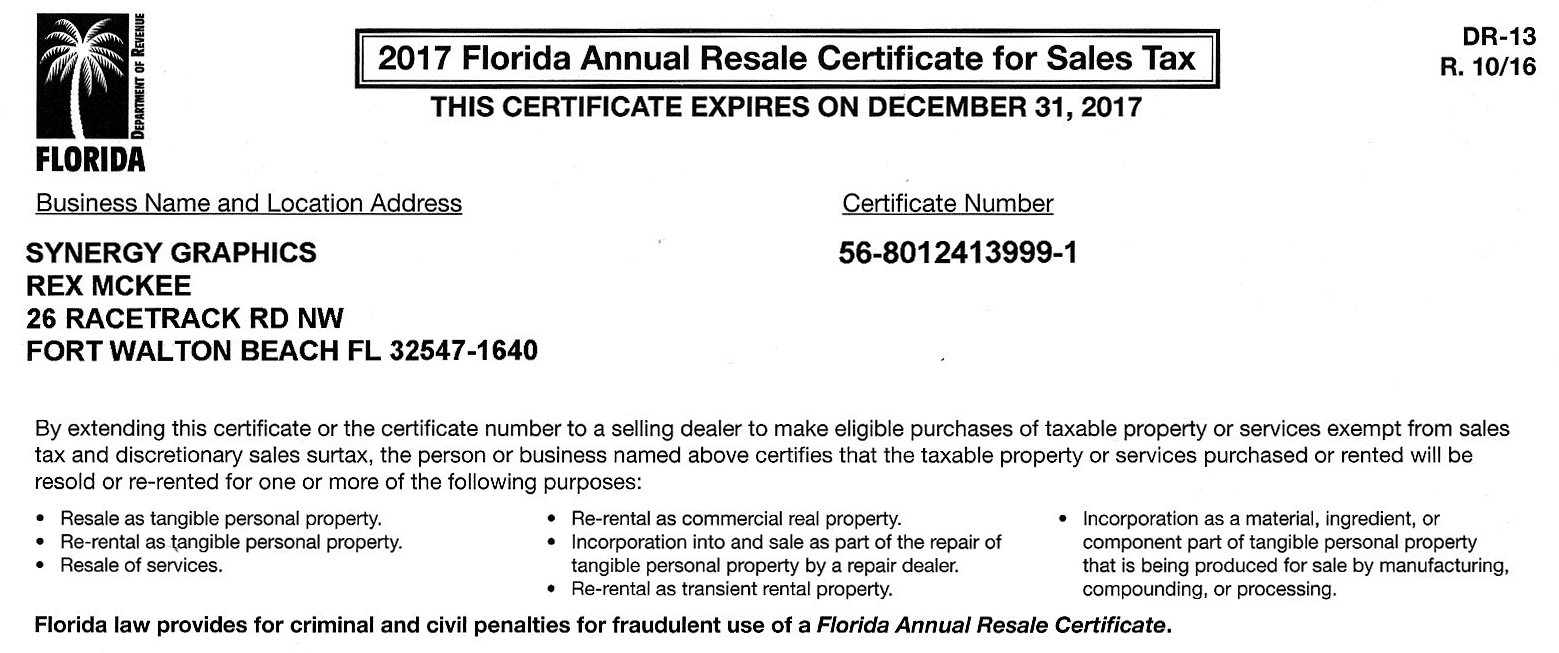 DEPARTMENT OF REVENUE
FLORIDA
2017 Florida Annual Resale Certificate for Sales Tax
THIS CERTIFICATE EXPIRES ON DECEMBER 31, 2017
DR-13
R. 10/16
Business Name and Location Address
Certificate Number
SYNERGY GRAPHICS
REX MCKEE
26 RACETRACK RD NW
FORT WALTON BEACH FL 32547-1640
56-8012413999-1
By extending this certificate or the certificate number to a selling dealer to make eligible purchases of taxable property or services exempt from sales
tax and discretionary sales surtax, the person or business named above certifies that the taxable property or services purchased or rented will be
resold or re-rented for one or more of the following purposes:
• Resale as tangible personal property.
• Re-rental as tangible personal property.
• Resale of services.
• Re-rental as commercial real property.
• Incorporation into and sale as part of the repair of
tangible personal property by a repair dealer.
• Re-rental as transient rental property.
• Incorporation as a material, ingredient, or
component part of tangible personal property
that is being produced for sale by manufacturing,
compounding, or processing.
Florida law provides for criminal and civil penalties for fraudulent use of a Florida Annual Resale Certificate.